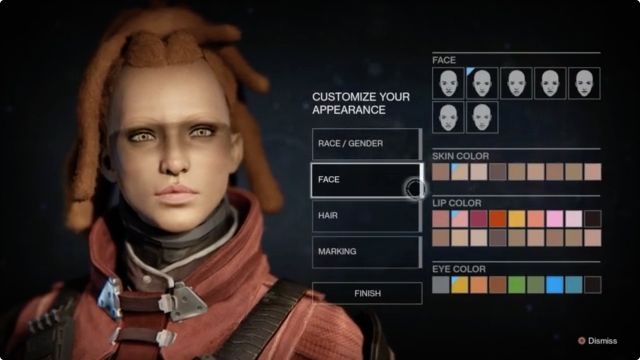 CUSTOMIZE YOUR
APPEARANCE
RACE / GENDER
FACE
HAIR
MARKING
FINISH
FACE
SKIN COLOR
LIP COLOR
EYE COLOR
Dismiss